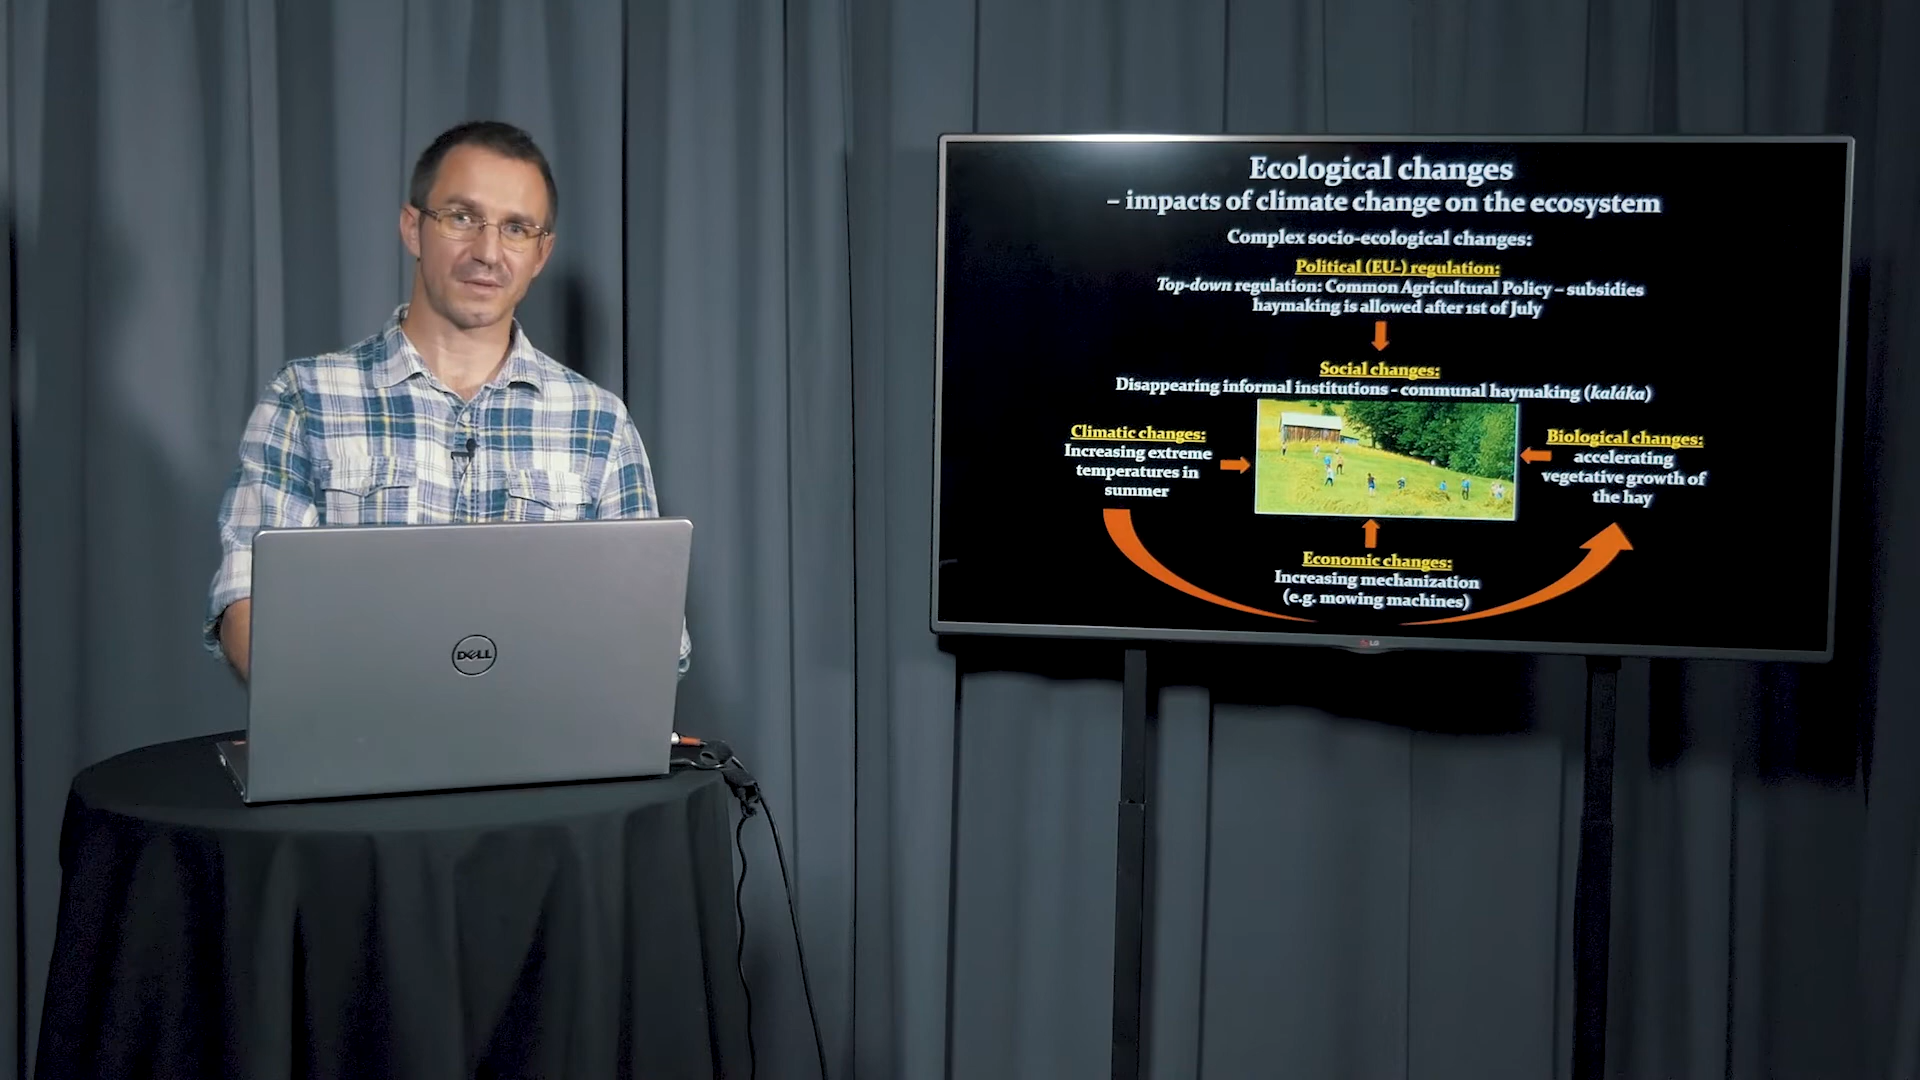 Ecological changes
– impacts of climate change on the ecosystem
Complex socio-ecological changes:
Political (EU-) regulation:
Top-down regulation: Common Agricultural Policy – subsidies
haymaking is allowed after 1st of July
Social changes:
Disappearing informal institutions - communal haymaking (kaláka)
Climatic changes:
Increasing extreme
temperatures in
summer
Biological changes:
accelerating
vegetative growth of
the hay
Economic changes:
Increasing mechanization
(e.g. mowing machines)
LG
DELL